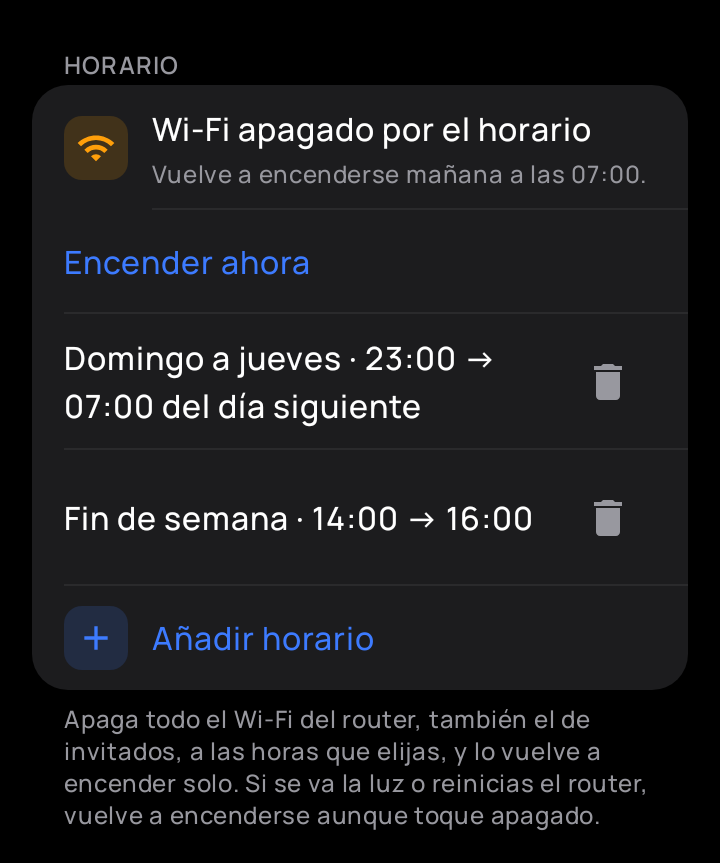 HORARIO
Wi-Fi apagado por el horario
Vuelve a encenderse mañana a las 07:00.
Encender ahora
Domingo a jueves · 23:00 →
07:00 del día siguiente
Fin de semana · 14:00 → 16:00
Añadir horario
Apaga todo el Wi-Fi del router, también el de
invitados, a las horas que elijas, y lo vuelve a
encender solo. Si se va la luz o reinicias el router,
vuelve a encenderse aunque toque apagado.